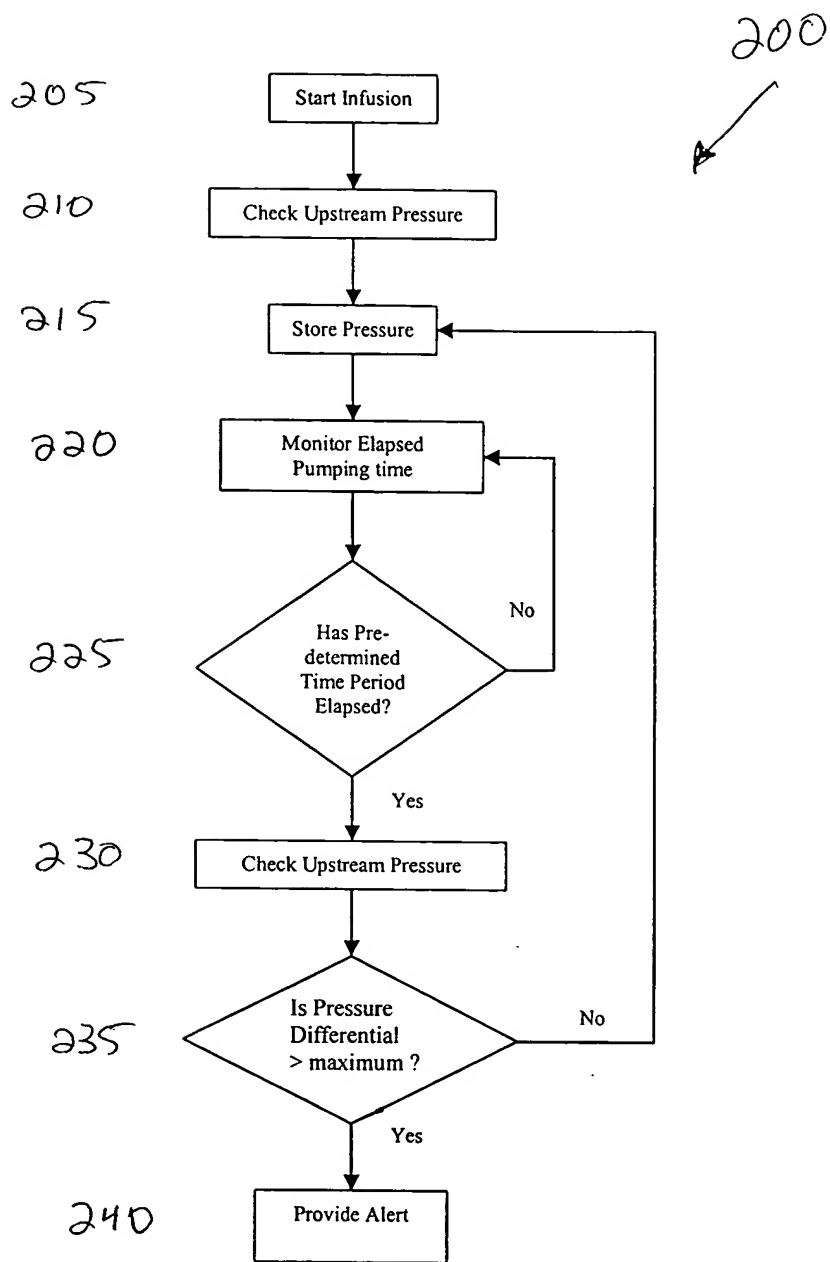 200
205
Start Infusion
210
Check Upstream Pressure
215
Store Pressure
220
Monitor Elapsed
Pumping time
No
225
Has Pre-
determined
Time Period
Elapsed?
Yes
230
Check Upstream Pressure
235
Is Pressure
Differential
> maximum ?
No
Yes
240
Provide Alert